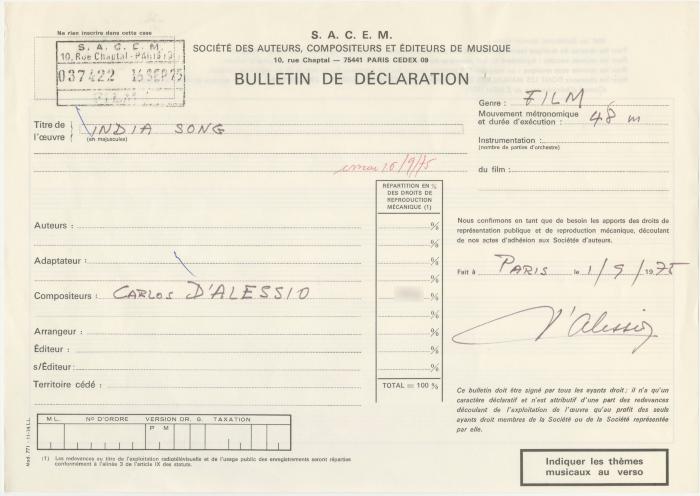 Ne rien inscrire dans cette case
S. A. C. E. M.
10, Rue Chaptal - PARIS 9e
037422 16 SEP 75
S. A. C. E. M.
SOCIÉTÉ DES AUTEURS, COMPOSITEURS ET ÉDITEURS DE MUSIQUE
10, rue Chaptal — 75441 PARIS CEDEX 09
BULLETIN DE DÉCLARATION
Genre : FILM
Mouvement métronomique
et durée d'exécution : 48 m
Instrumentation :
(nombre de parties d'orchestre)
du film :
Titre de
l'œuvre
(en majuscules)
INDIA SONG
16/9/75
RÉPARTITION EN %
DES DROITS DE
REPRODUCTION
MÉCANIQUE (1)
Auteurs : %
%
Adaptateur : %
%
Compositeurs : CARLOS D'ALESSIO %
%
Arrangeur : %
Éditeur : %
s/Éditeur : %
Territoire cédé :
TOTAL = 100 %
Nous confirmons en tant que de besoin les apports des droits de
représentation publique et de reproduction mécanique, découlant
de nos actes d'adhésion aux Sociétés d'auteurs.
Fait à PARIS le 1/9/1975
D'Alessio
Ce bulletin doit être signé par tous les ayants droit ; il n'a qu'un
caractère déclaratif et n'est attributif d'une part des redevances
découlant de l'exploitation de l'œuvre qu'au profit des seuls
ayants droit membres de la Société ou de la Société représentée
par elle.
M L. N° D'ORDRE VERSION DR. G. TAXATION
P M
(1) Les redevances au titre de l'exploitation radiotélévisuelle et de l'usage public des enregistrements seront réparties
conformément à l'alinéa 3 de l'article IX des statuts.
Indiquer les thèmes
musicaux au verso